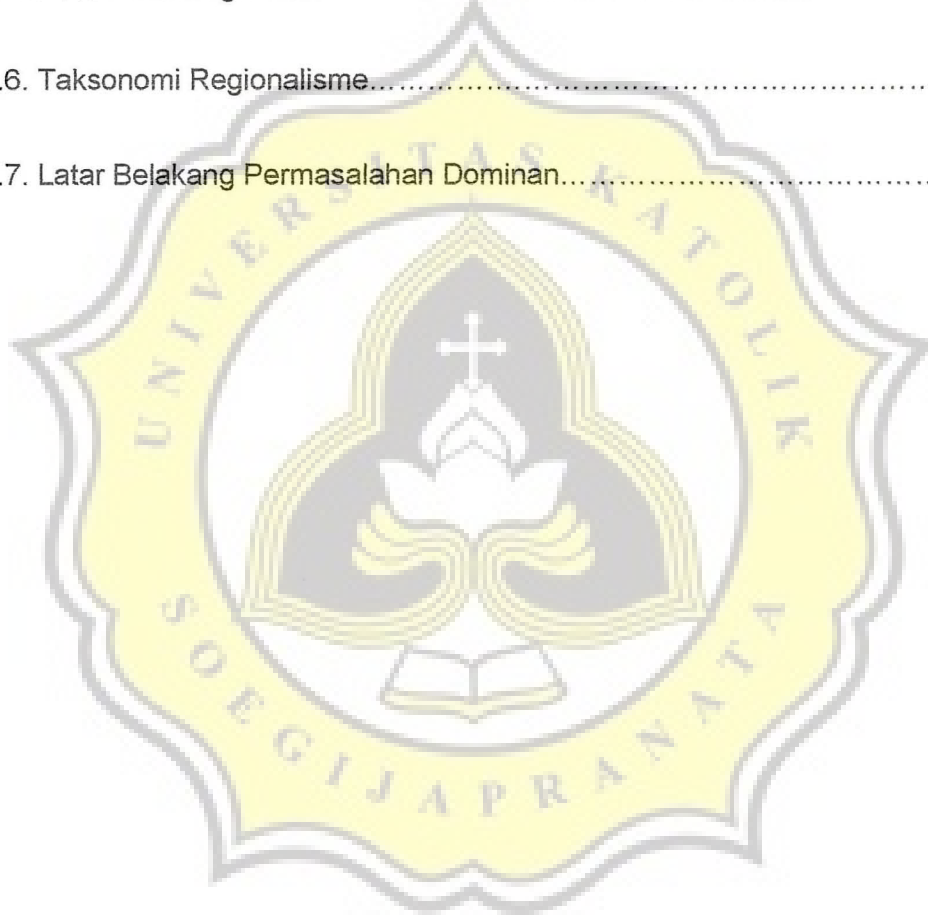 .6. Taksonomi Regionalisme……………………………………………
.7. Latar Belakang Permasalahan Dominan…………………………
UNIVERSITAS KATOLIK
SOEGIJAPRANATA